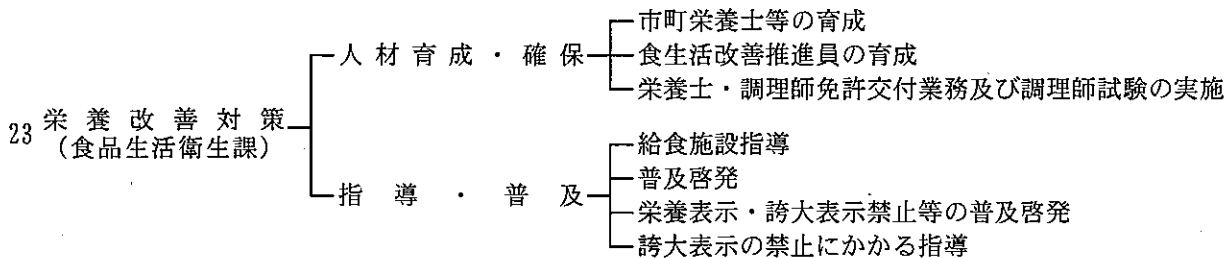 23 栄養改善対策
(食品生活衛生課)
人材育成・確保
市町栄養士等の育成
食生活改善推進員の育成
栄養士・調理師免許交付業務及び調理師試験の実施
指導・普及
給食施設指導
普及啓発
栄養表示・誇大表示禁止等の普及啓発
誇大表示の禁止にかかる指導